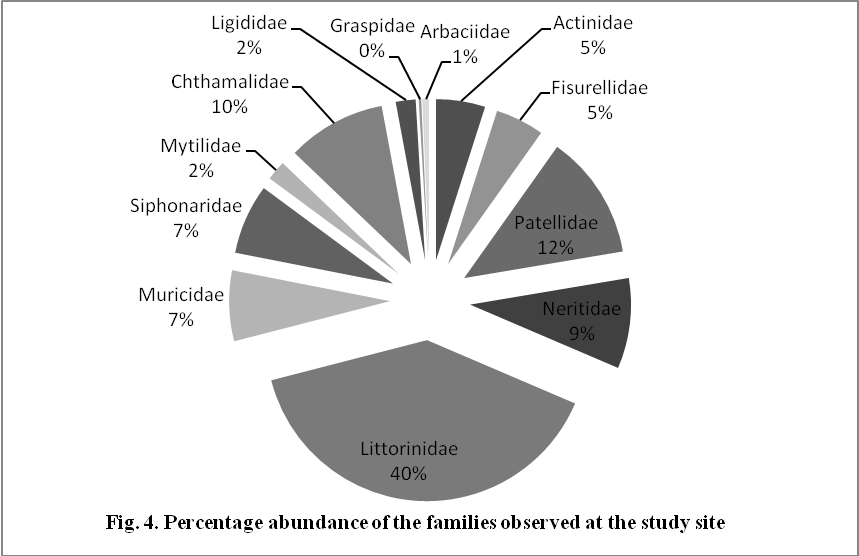 Ligididae
2%
Graspidae
0%
Arbaciidae
1%
Actinidae
5%
Fisurellidae
5%
Patellidae
12%
Neritidae
9%
Littorinidae
40%
Muricidae
7%
Siphonaridae
7%
Mytilidae
2%
Chthamalidae
10%
Fig. 4. Percentage abundance of the families observed at the study site